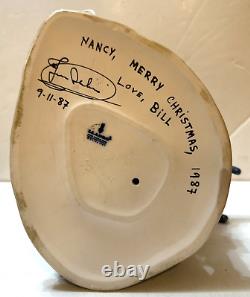 NANCY, MERRY CHRISTMAS, 1987
LOVE, BILL
9-11-87